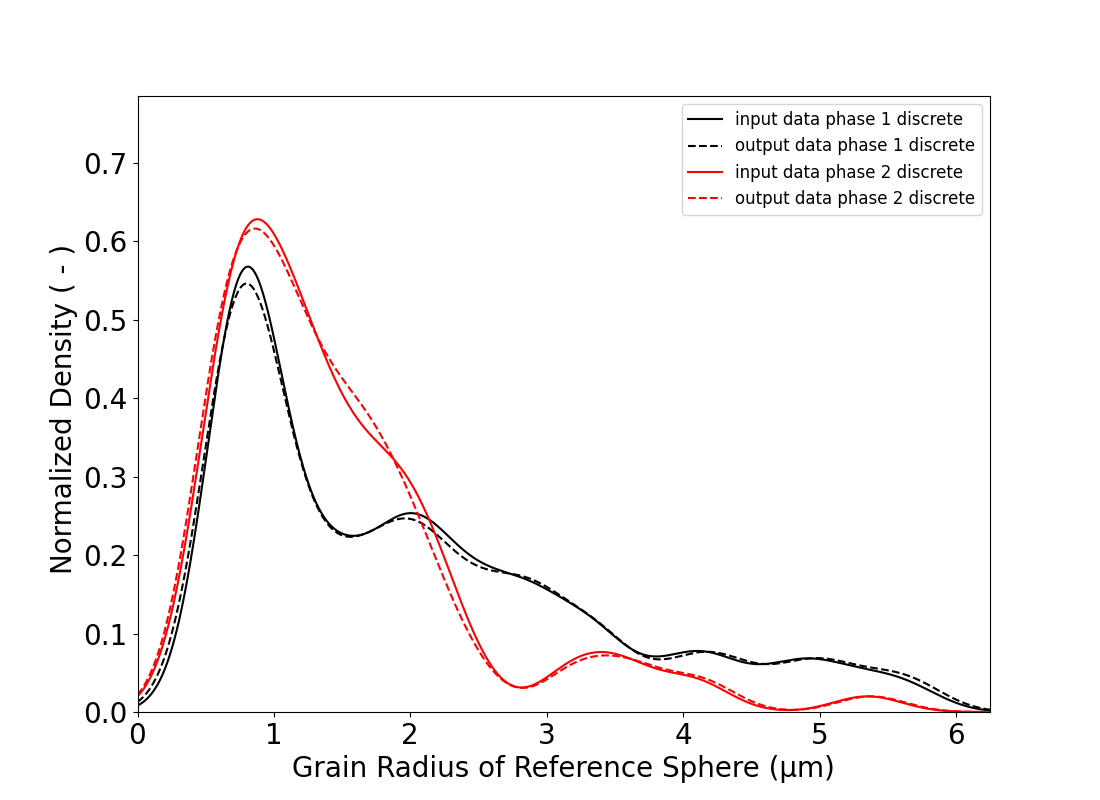 input data phase 1 discrete
output data phase 1 discrete
input data phase 2 discrete
output data phase 2 discrete
0.7
0.6
0.5
0.4
0.3
0.2
0.1
0.0
Normalized Density ( - )
0 1 2 3 4 5 6
Grain Radius of Reference Sphere (μm)